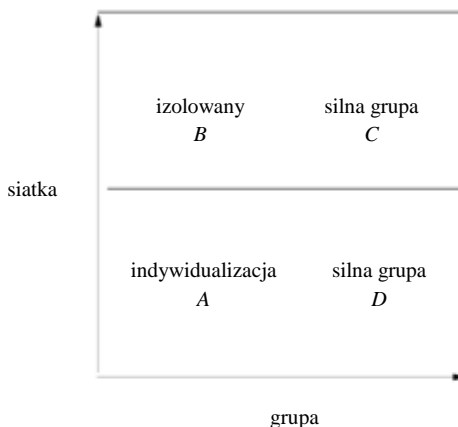 izolowany silna grupa
B C
siatka
indywidualizacja silna grupa
A D
grupa